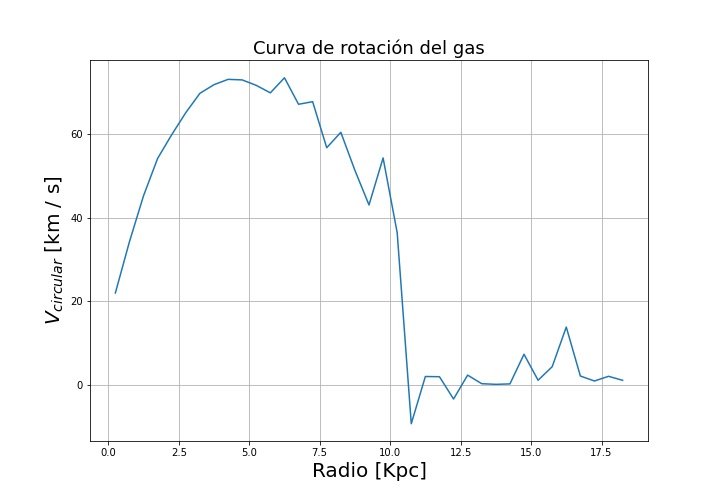 Curva de rotación del gas
V_circular [km / s]
60
40
20
0
0.0 2.5 5.0 7.5 10.0 12.5 15.0 17.5
Radio [Kpc]